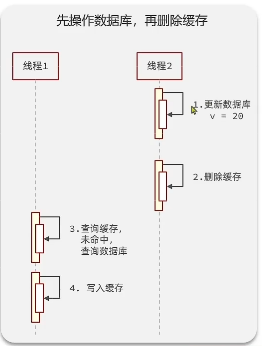 先操作数据库，再删除缓存
线程1
线程2
1.更新数据库
v = 20
2.删除缓存
3.查询缓存，
未命中，
查询数据库
4. 写入缓存